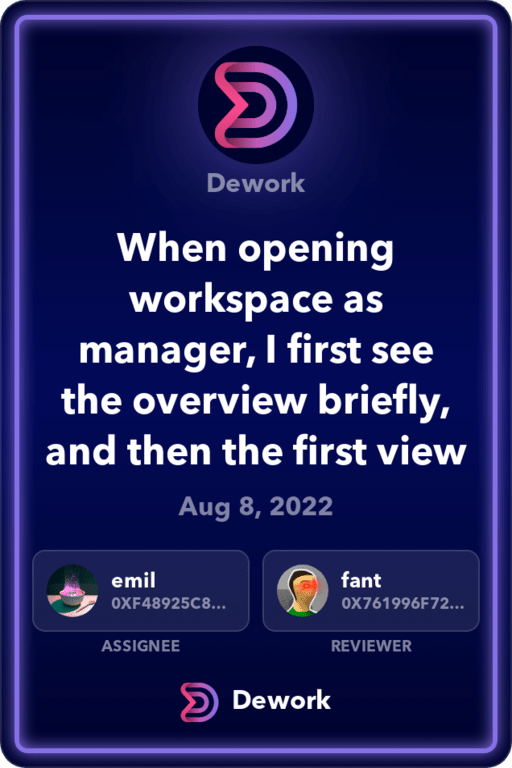 Dework
When opening
workspace as
manager, I first see
the overview briefly,
and then the first view
Aug 8, 2022
emil
0XF48925C8...
ASSIGNEE
fant
0X761996F72...
REVIEWER
Dework